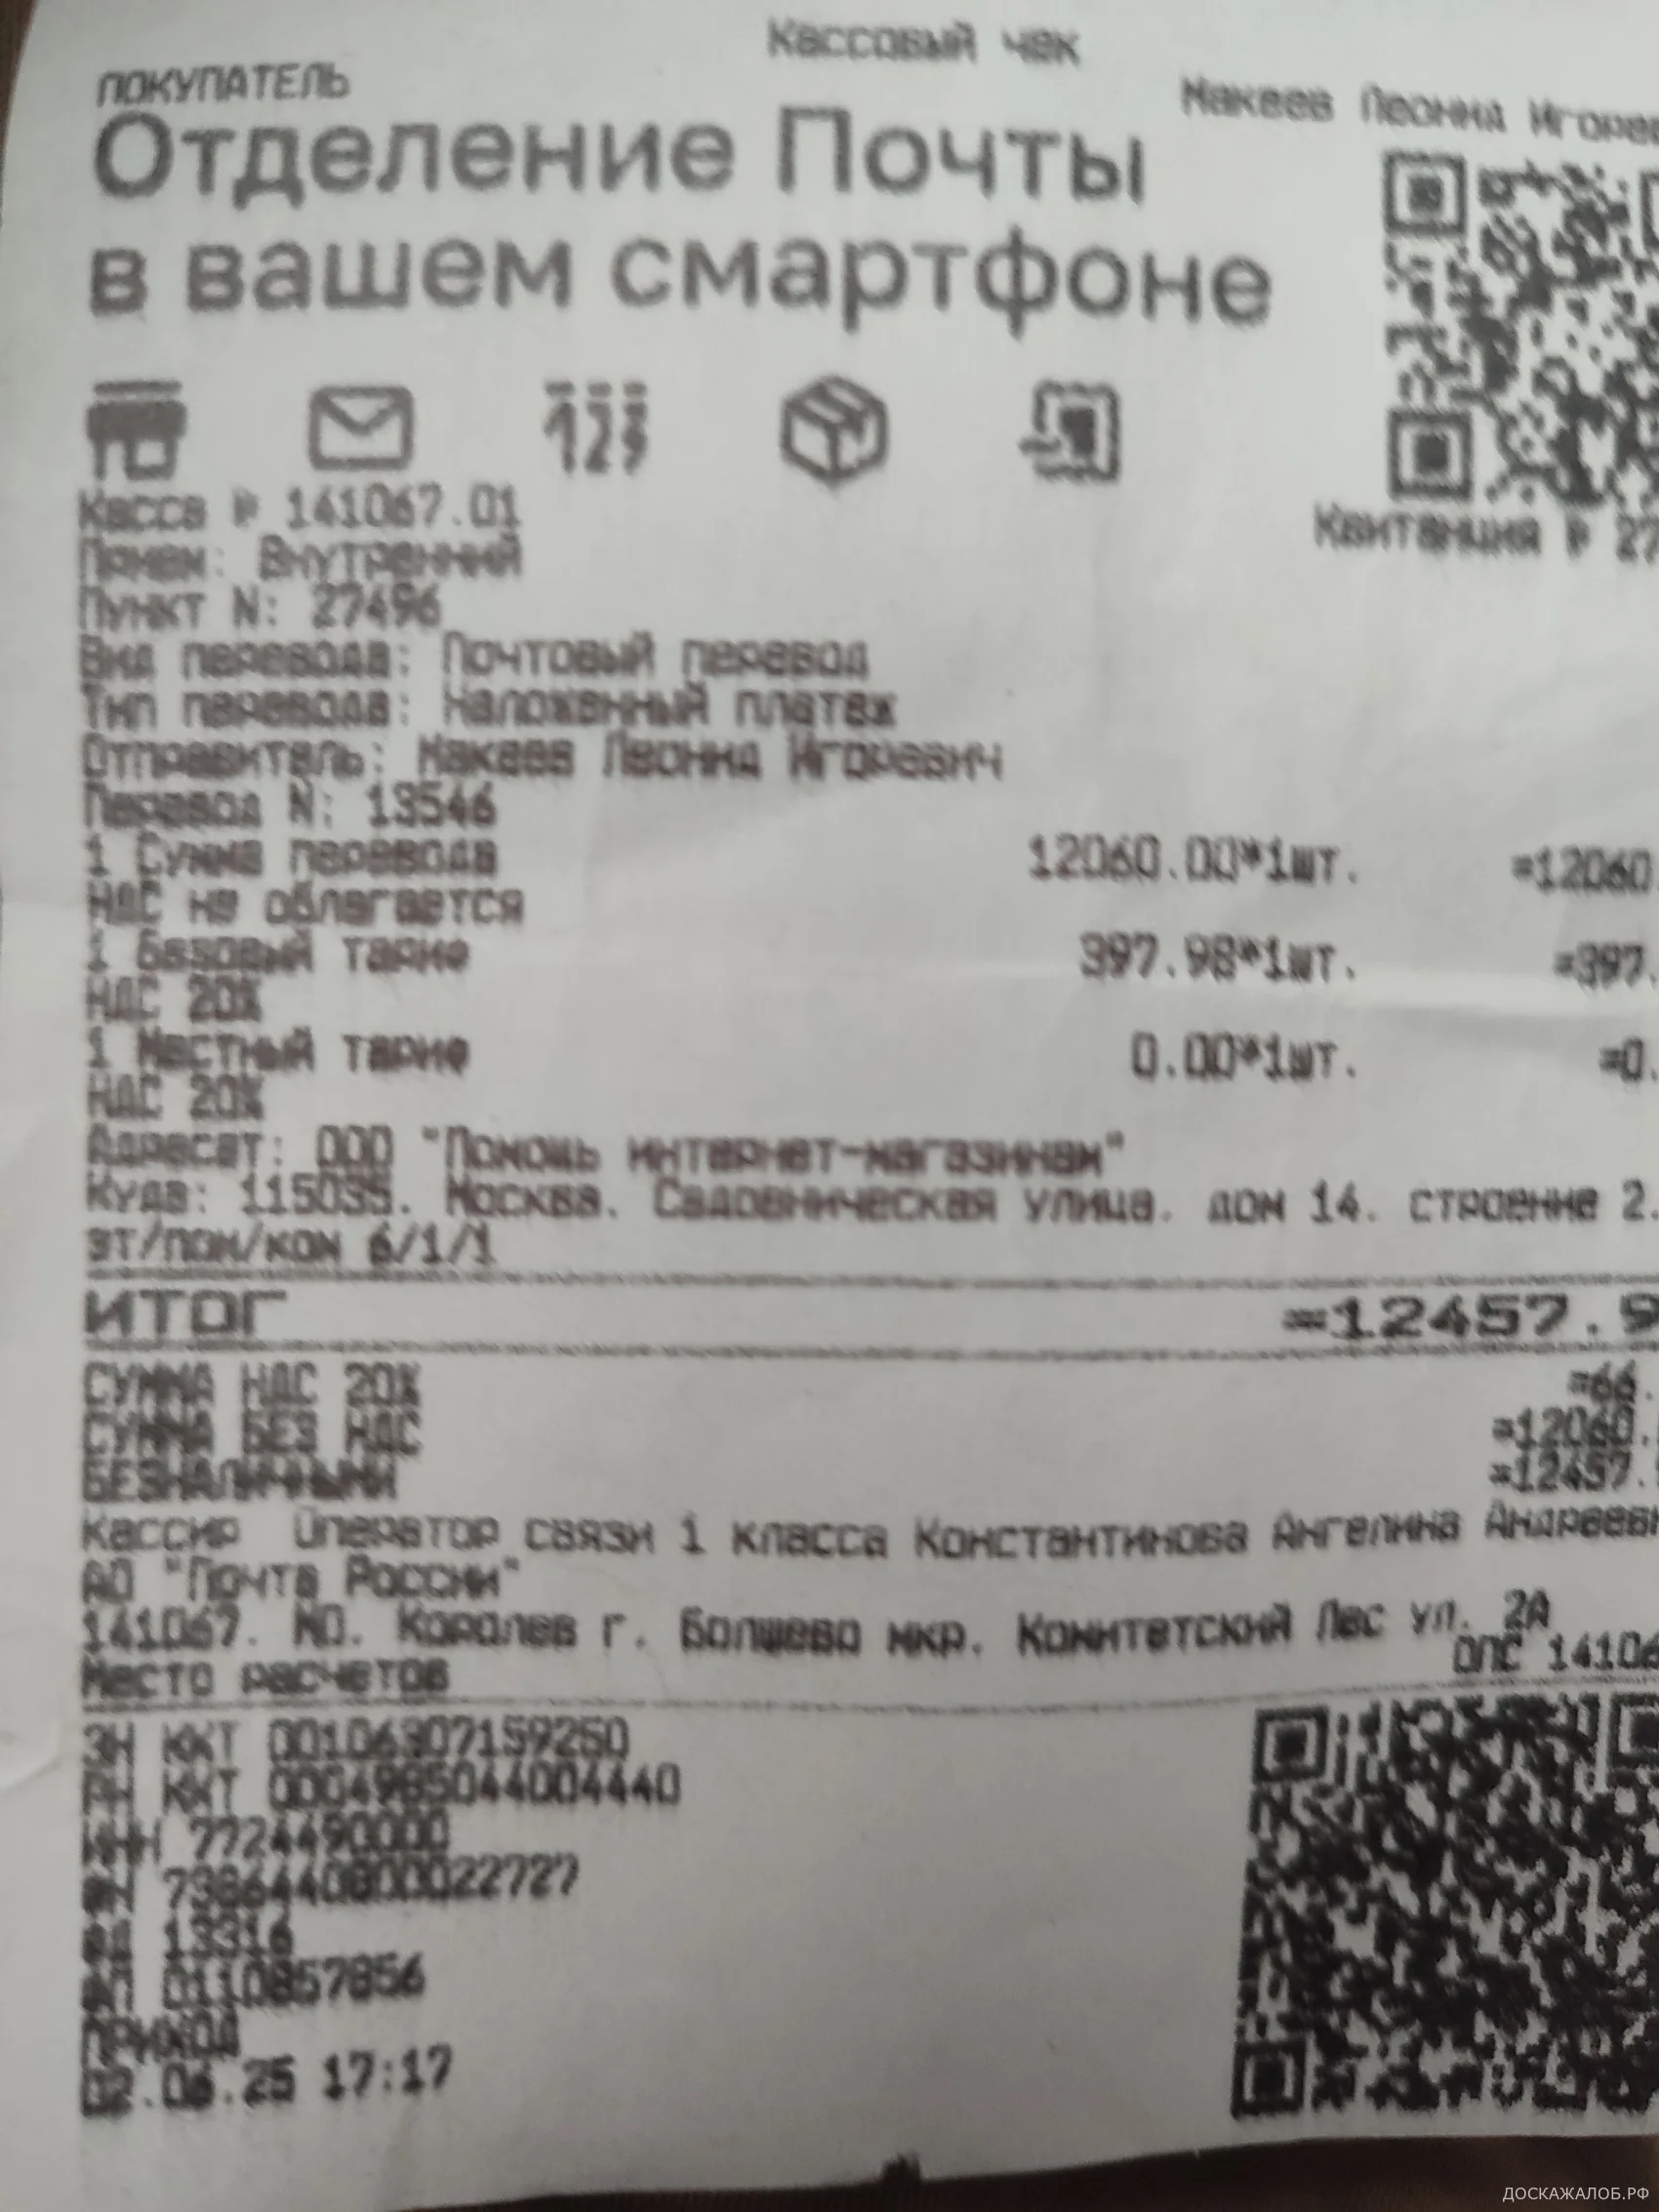 Кассовый чек
ПОКУПАТЕЛЬ
Макеев Леонид Игорев
Отделение Почты
в вашем смартфоне
123
Касса № 141067.01
Квитанция № 27
Прием: Внутренний
Пункт N: 27496
Вид перевода: Почтовый перевод
Тип перевода: Наложенный платеж
Отправитель: Макеев Леонид Игоревич
Перевод N: 13546
1 Сумма перевода 12060.00*1шт. =12060.
НДС не облагается
1 Базовый тариф 397.98*1шт. =397.
НДС 20%
1 Местный тариф 0.00*1шт. =0.
НДС 20%
Адресат: ООО "Помощь интернет-магазинам"
Куда: 115035, Москва, Садовническая улица, дом 14, строение 2,
эт/пом/ком 6/1/1
ИТОГ =12457.9
СУММА НДС 20% =66.
СУММА БЕЗ НДС =12060.
БЕЗНАЛИЧНЫМИ =12457.
Кассир Оператор связи 1 класса Константинова Ангелина Андреевн
АО "Почта России"
141067, МО, Королев г, Болшево мкр, Комитетский Лес ул, 2А
ОПС 14106
Место расчетов
ЗН ККТ 00106307159250
РН ККТ 0004985044004440
ИНН 7724490000
ФН 7386440800022727
ФД 13316
ФП 0110857856
ПРИХОД
02.06.25 17:17
ДОСКАЖАЛОБ.РФ